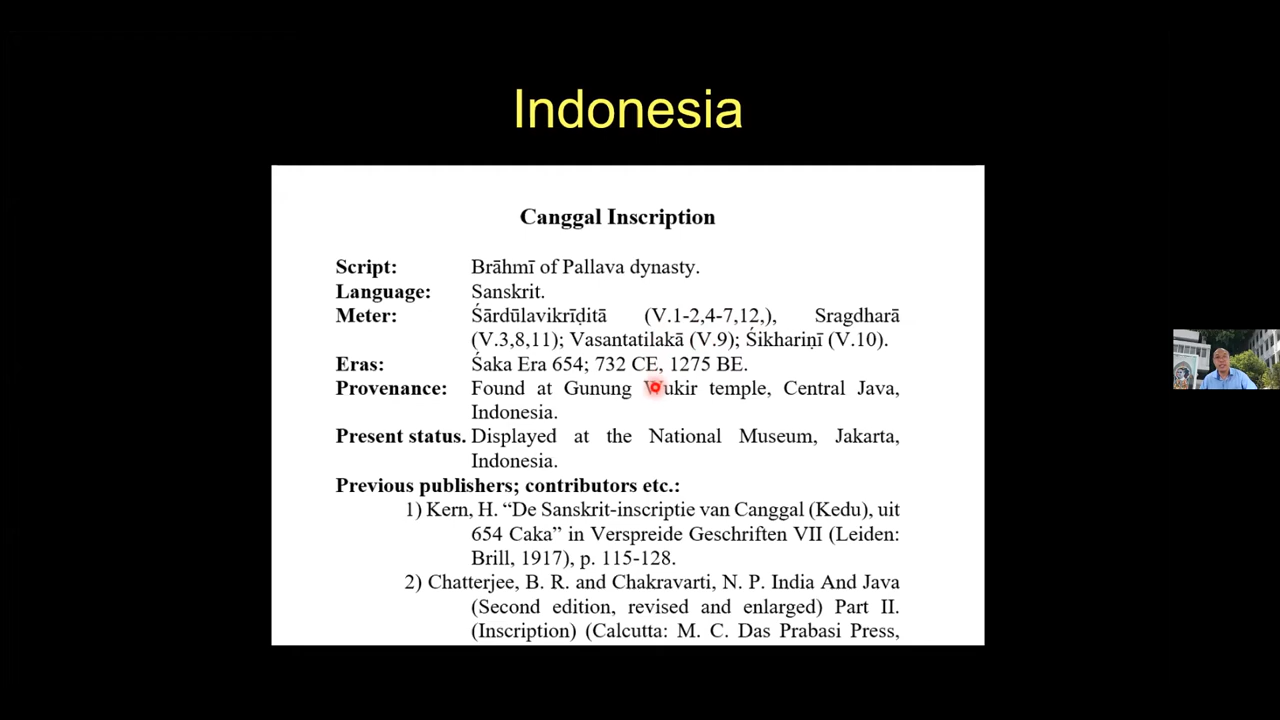 Indonesia
Canggal Inscription
Script: Brāhmī of Pallava dynasty.
Language: Sanskrit.
Meter: Śārdūlavikrīḍitā (V.1-2,4-7,12,), Sragdharā
(V.3,8,11); Vasantatilakā (V.9); Śikhariṇī (V.10).
Eras: Śaka Era 654; 732 CE, 1275 BE.
Provenance: Found at Gunung Wukir temple, Central Java,
Indonesia.
Present status. Displayed at the National Museum, Jakarta,
Indonesia.
Previous publishers; contributors etc.:
1) Kern, H. “De Sanskrit-inscriptie van Canggal (Kedu), uit
654 Caka” in Verspreide Geschriften VII (Leiden:
Brill, 1917), p. 115-128.
2) Chatterjee, B. R. and Chakravarti, N. P. India And Java
(Second edition, revised and enlarged) Part II.
(Inscription) (Calcutta: M. C. Das Prabasi Press,